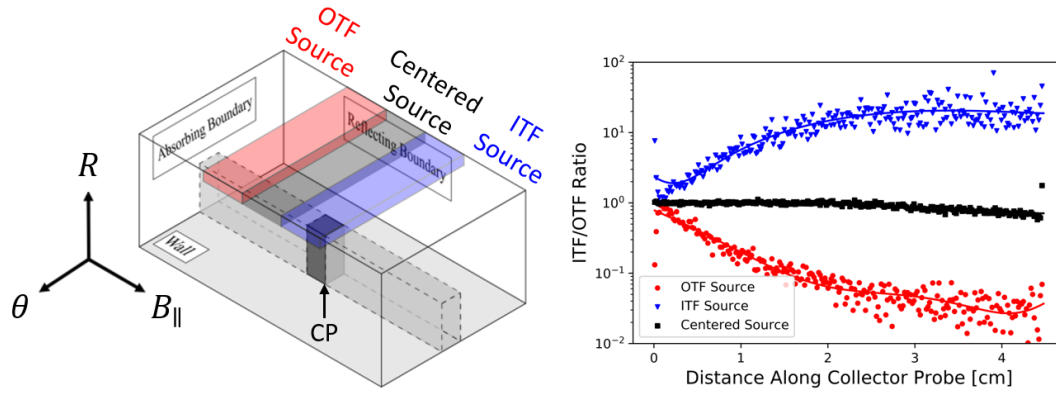 OTF
Source
Centered
Source
ITF
Source
Absorbing Boundary
Reflecting Boundary
R
θ
B∥
Wall
CP
ITF/OTF Ratio
10²
10¹
10⁰
10⁻¹
10⁻²
OTF Source
ITF Source
Centered Source
0
1
2
3
4
Distance Along Collector Probe [cm]